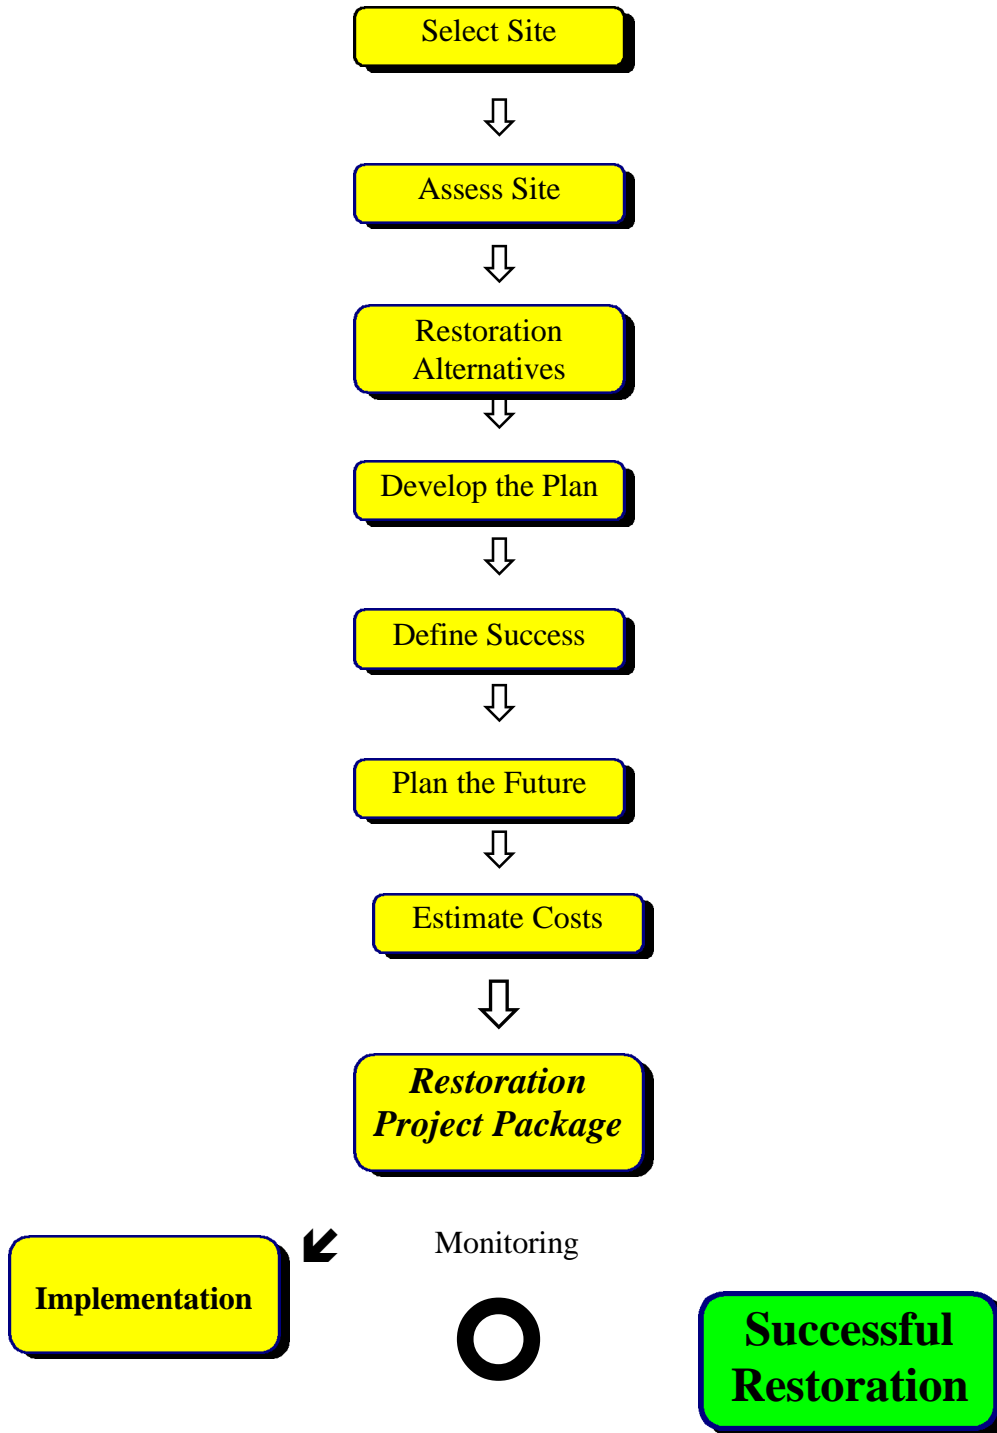 Select Site
Assess Site
Restoration
Alternatives
Develop the Plan
Define Success
Plan the Future
Estimate Costs
Restoration
Project Package
Monitoring
Implementation
Successful
Restoration